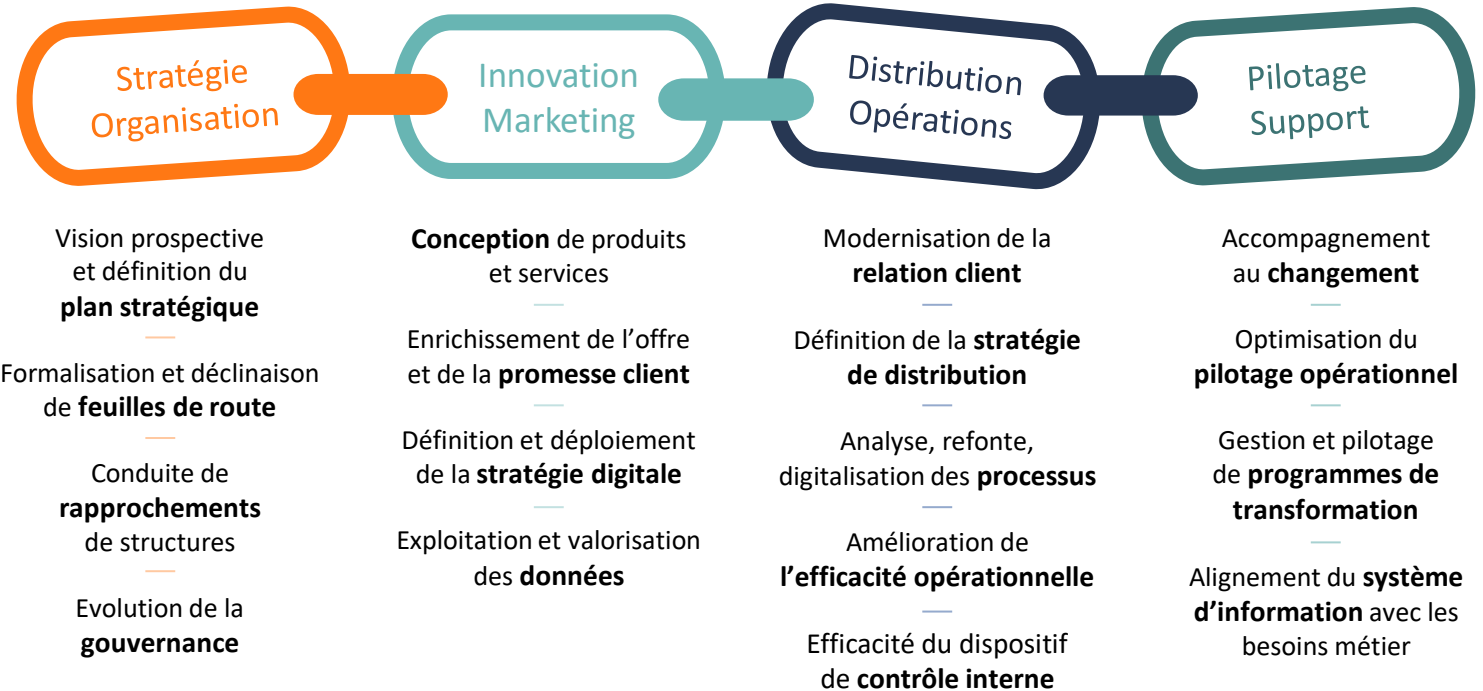 Stratégie
Organisation
Innovation
Marketing
Distribution
Opérations
Pilotage
Support
Vision prospective
et définition du
plan stratégique
Formalisation et déclinaison
de feuilles de route
Conduite de
rapprochements
de structures
Evolution de la
gouvernance
Conception de produits
et services
Enrichissement de l’offre
et de la promesse client
Définition et déploiement
de la stratégie digitale
Exploitation et valorisation
des données
Modernisation de la
relation client
Définition de la stratégie
de distribution
Analyse, refonte,
digitalisation des processus
Amélioration de
l’efficacité opérationnelle
Efficacité du dispositif
de contrôle interne
Accompagnement
au changement
Optimisation du
pilotage opérationnel
Gestion et pilotage
de programmes de
transformation
Alignement du système
d’information avec les
besoins métier